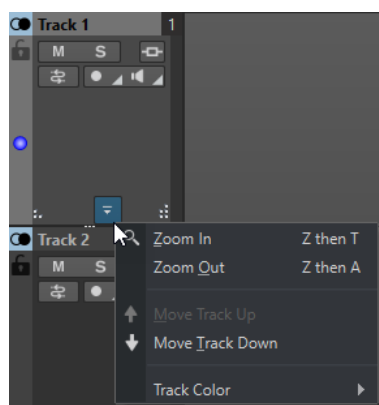 Track 1 1
M S
Track 2
M S
Zoom In Z then T
Zoom Out Z then A
Move Track Up
Move Track Down
Track Color